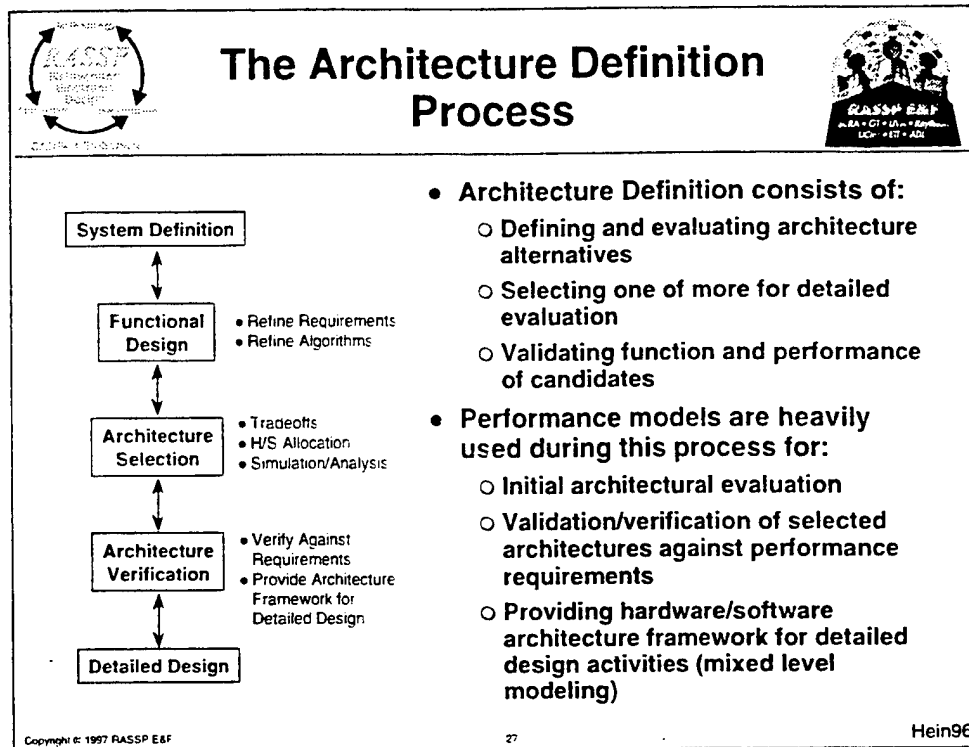 RASSP
The Architecture Definition
Process
RASSP E&F
System Definition
Functional
Design
• Refine Requirements
• Refine Algorithms
Architecture
Selection
• Tradeoffs
• H/S Allocation
• Simulation/Analysis
Architecture
Verification
• Verify Against
Requirements
• Provide Architecture
Framework for
Detailed Design
Detailed Design
• Architecture Definition consists of:
○ Defining and evaluating architecture
alternatives
○ Selecting one of more for detailed
evaluation
○ Validating function and performance
of candidates
• Performance models are heavily
used during this process for:
○ Initial architectural evaluation
○ Validation/verification of selected
architectures against performance
requirements
○ Providing hardware/software
architecture framework for detailed
design activities (mixed level
modeling)
Copyright © 1997 RASSP E&F
27
Hein96